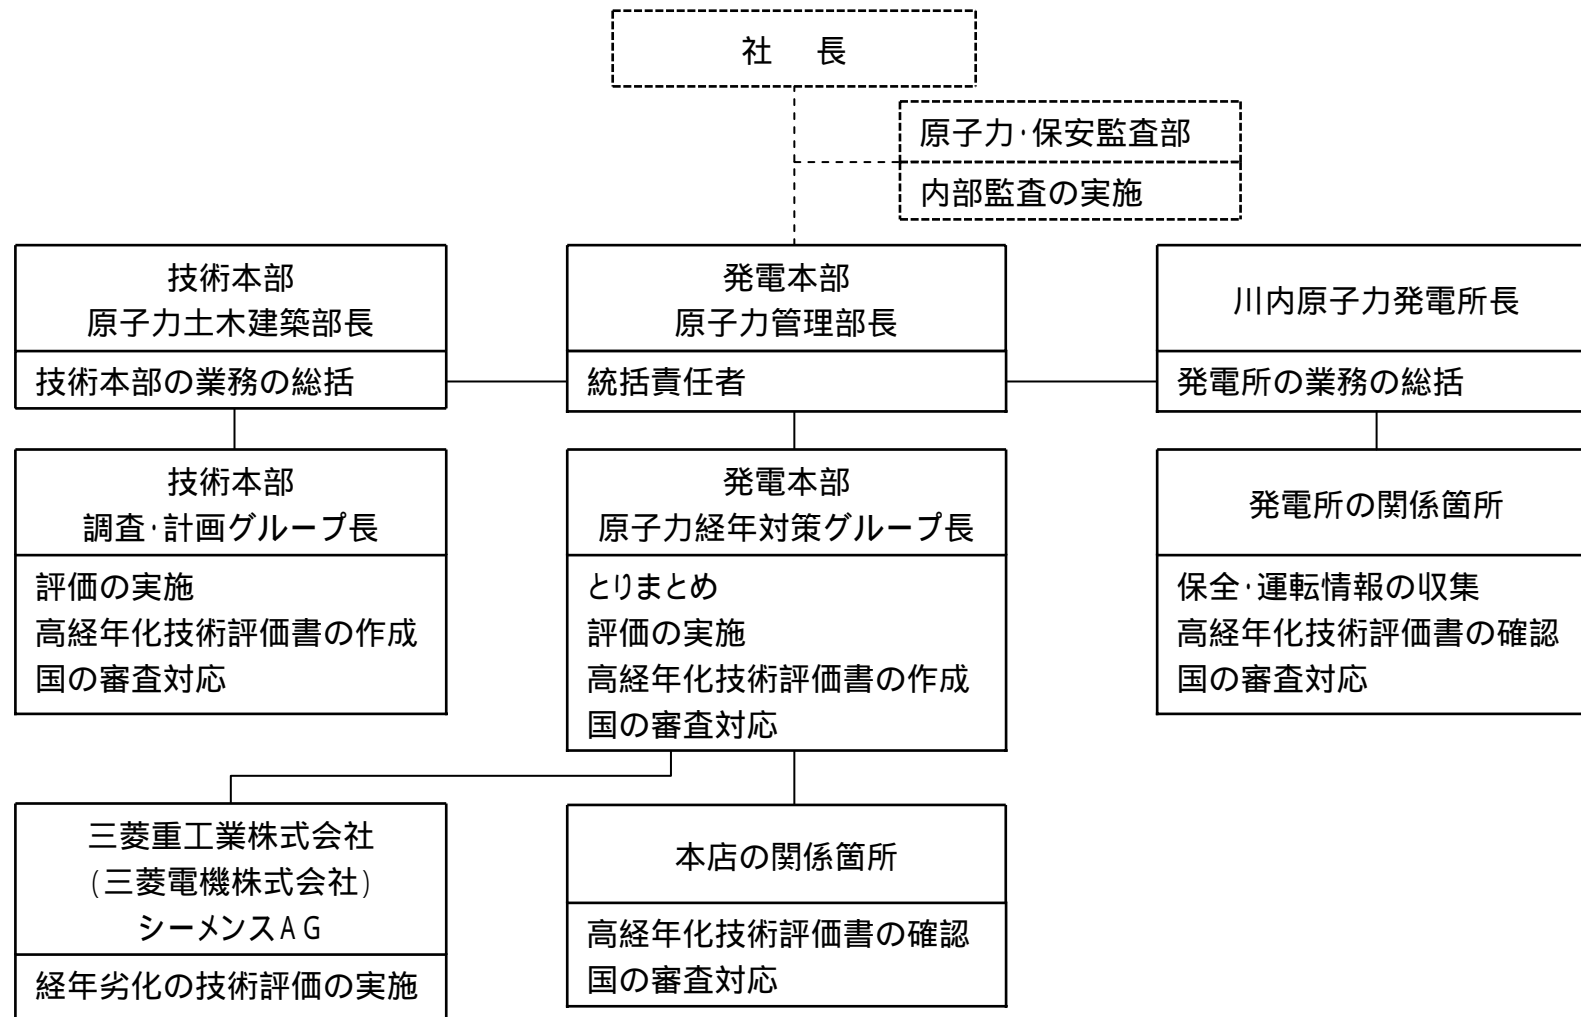 社　長
原子力・保安監査部
内部監査の実施
技術本部
原子力土木建築部長
技術本部の業務の総括
発電本部
原子力管理部長
統括責任者
川内原子力発電所長
発電所の業務の総括
技術本部
調査・計画グループ長
評価の実施
高経年化技術評価書の作成
国の審査対応
発電本部
原子力経年対策グループ長
とりまとめ
評価の実施
高経年化技術評価書の作成
国の審査対応
発電所の関係箇所
保全・運転情報の収集
高経年化技術評価書の確認
国の審査対応
三菱重工業株式会社
(三菱電機株式会社)
シーメンスAG
経年劣化の技術評価の実施
本店の関係箇所
高経年化技術評価書の確認
国の審査対応